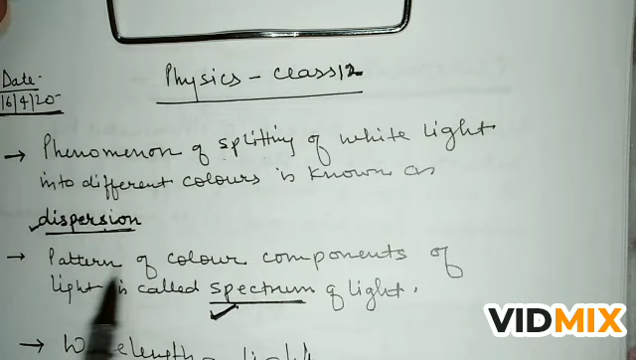 Physics - class 12
Date-
16/4/20-
→ Phenomenon of splitting of white light
into different colours is known as
dispersion
→ Pattern of colour components of
light is called spectrum of light.
→ light
VIDMIX